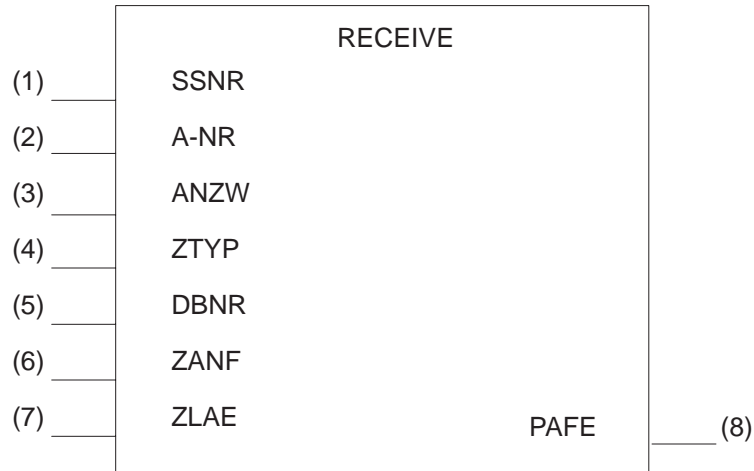 RECEIVE
(1) SSNR
(2) A-NR
(3) ANZW
(4) ZTYP
(5) DBNR
(6) ZANF
(7) ZLAE
PAFE (8)